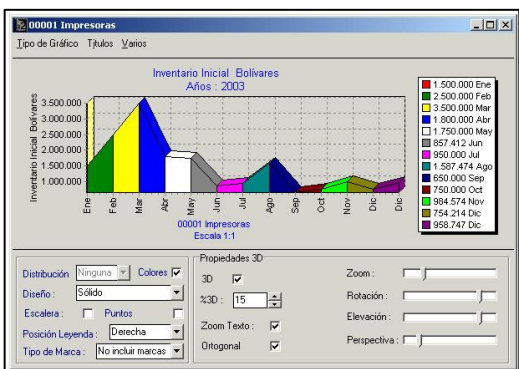 00001 Impresoras
Tipo de Gráfico Títulos Varios
Inventario Inicial Bolívares
Años : 2003
Inventario Inicial Bolívares
3.500.000
3.000.000
2.500.000
2.000.000
1.500.000
1.000.000
Ene Feb Mar Abr May Jun Jul Ago Sep Oct Nov Dic Dic
00001 Impresoras
Escala 1:1
1.500.000 Ene
2.500.000 Feb
3.500.000 Mar
1.800.000 Abr
1.750.000 May
857.412 Jun
950.000 Jul
1.587.474 Ago
650.000 Sep
750.000 Oct
984.574 Nov
754.214 Dic
958.747 Dic
Distribución Ninguna Colores
Diseño : Sólido
Escalera : Puntos
Posición Leyenda : Derecha
Tipo de Marca : No incluir marcas
Propiedades 3D
3D
%3D : 15
Zoom Texto :
Ortogonal
Zoom :
Rotación :
Elevación :
Perspectiva :